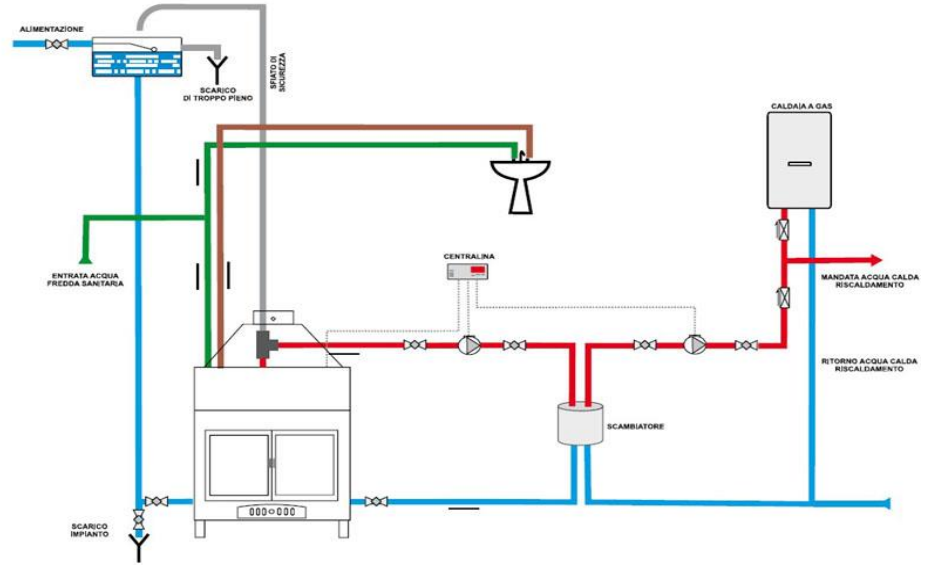 ALIMENTAZIONE
SCARICO
DI TROPPO PIENO
SFIATO DI
SICUREZZA
CALDAIA A GAS
ENTRATA ACQUA
FREDDA SANITARIA
CENTRALINA
MANDATA ACQUA CALDA
RISCALDAMENTO
RITORNO ACQUA CALDA
RISCALDAMENTO
SCAMBIATORE
SCARICO
IMPIANTO